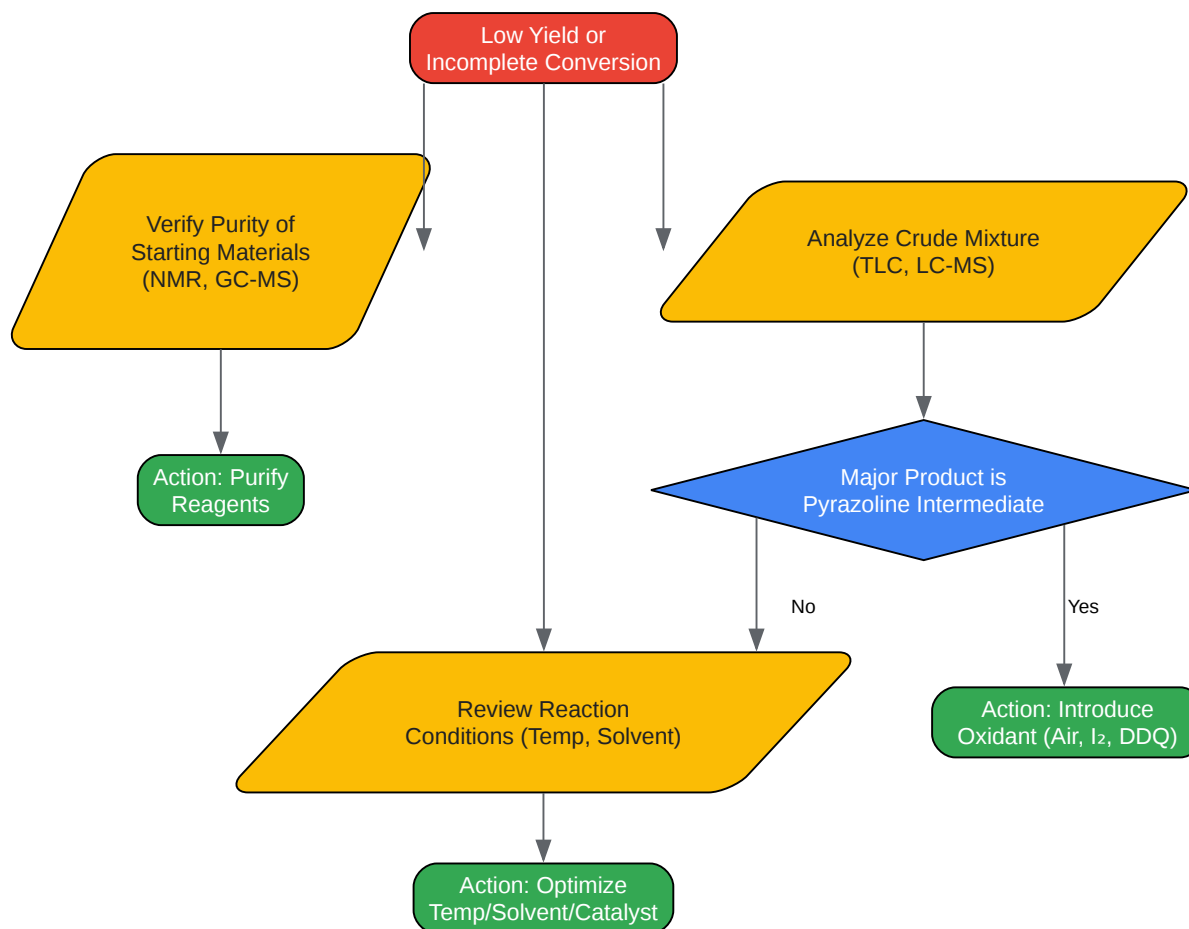 Low Yield or
Incomplete Conversion
Verify Purity of
Starting Materials
(NMR, GC-MS)
Analyze Crude Mixture
(TLC, LC-MS)
Action: Purify
Reagents
Major Product is
Pyrazoline Intermediate
No
Yes
Review Reaction
Conditions (Temp, Solvent)
Action: Introduce
Oxidant (Air, I₂, DDQ)
Action: Optimize
Temp/Solvent/Catalyst